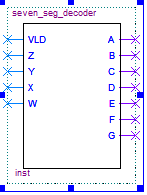 seven_seg_decoder
VLD A
Z B
Y C
X D
W E
F
G
inst